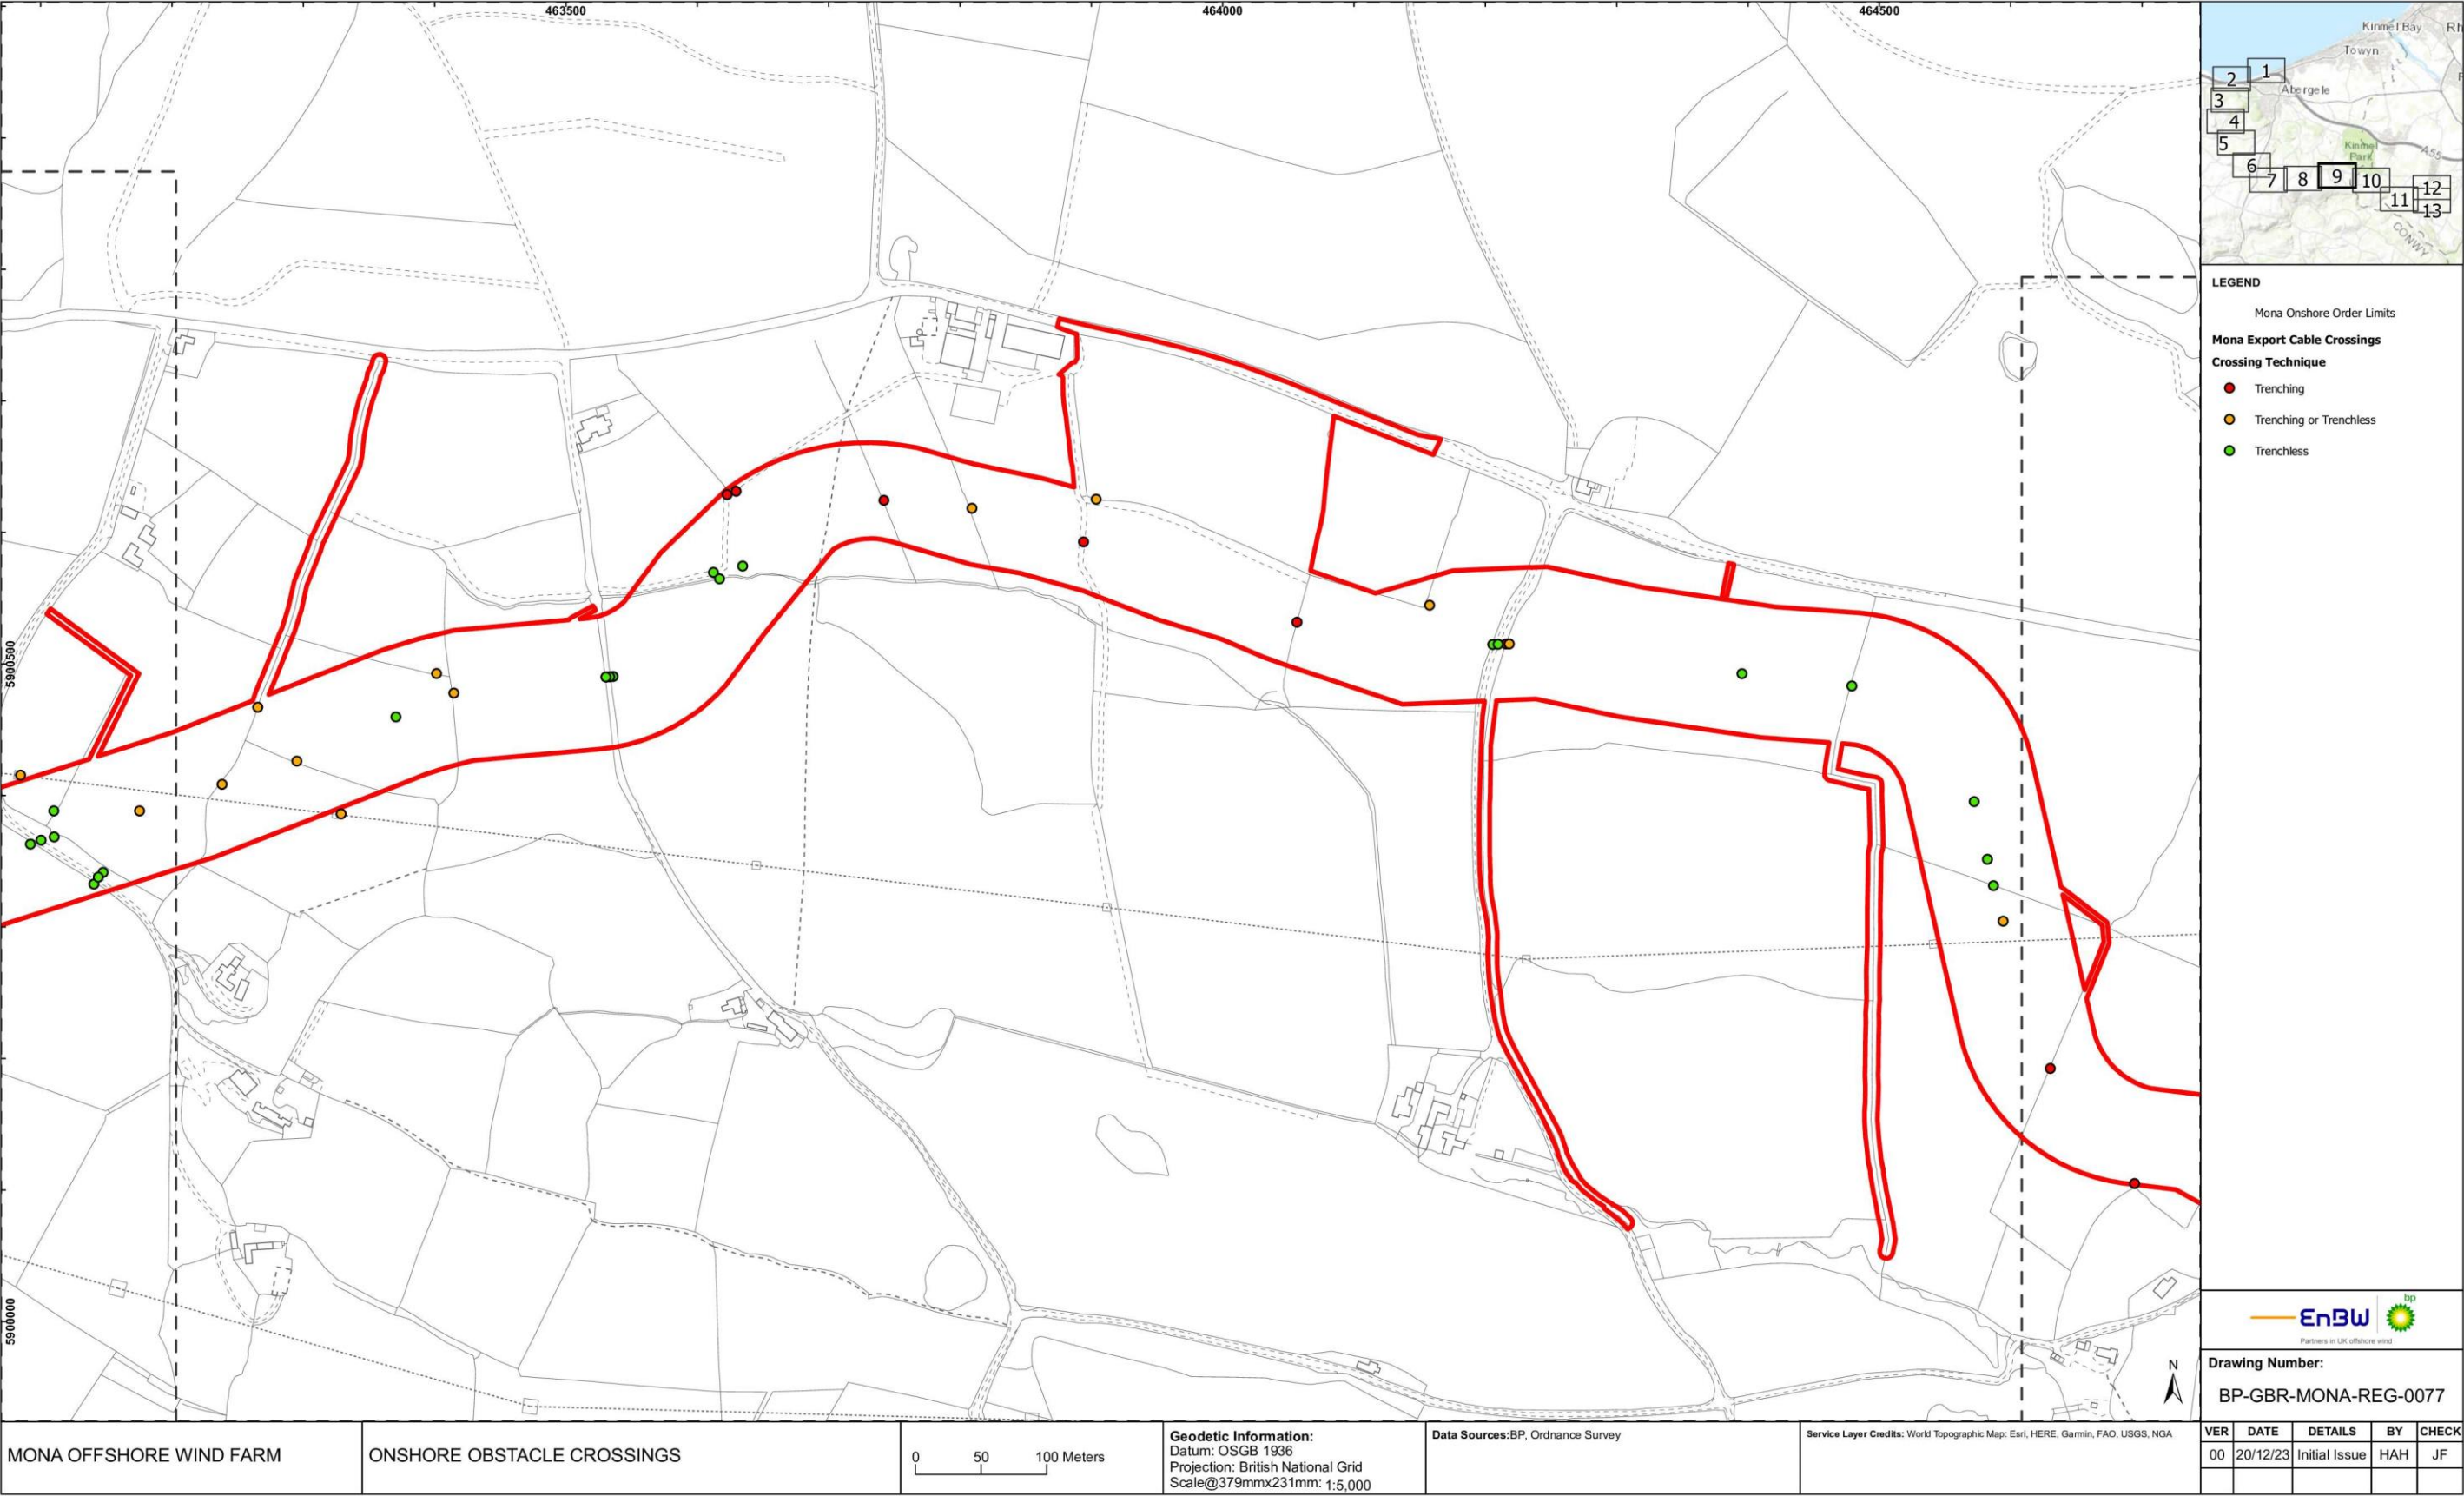 463500
464000
464500
5900500
5900000
Kinmel Bay
Rh
Towyn
Abergele
Kinmel
Park
A55
CONWY
1
2
3
4
5
6
7
8
9
10
11
12
13
LEGEND
Mona Onshore Order Limits
Mona Export Cable Crossings
Crossing Technique
Trenching
Trenching or Trenchless
Trenchless
EnBW
bp
Partners in UK offshore wind
N
Drawing Number:
BP-GBR-MONA-REG-0077
VER DATE DETAILS BY CHECK
00 20/12/23 Initial Issue HAH JF
MONA OFFSHORE WIND FARM
ONSHORE OBSTACLE CROSSINGS
0 50 100 Meters
Geodetic Information:
Datum: OSGB 1936
Projection: British National Grid
Scale@379mmx231mm: 1:5,000
Data Sources:BP, Ordnance Survey
Service Layer Credits: World Topographic Map: Esri, HERE, Garmin, FAO, USGS, NGA